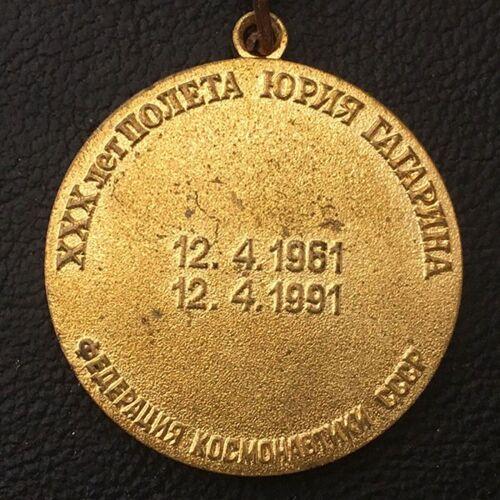 XXX лет ПОЛЕТА ЮРИЯ ГАГАРИНА
12.4.1961
12.4.1991
ФЕДЕРАЦИЯ КОСМОНАВТИКИ СССР